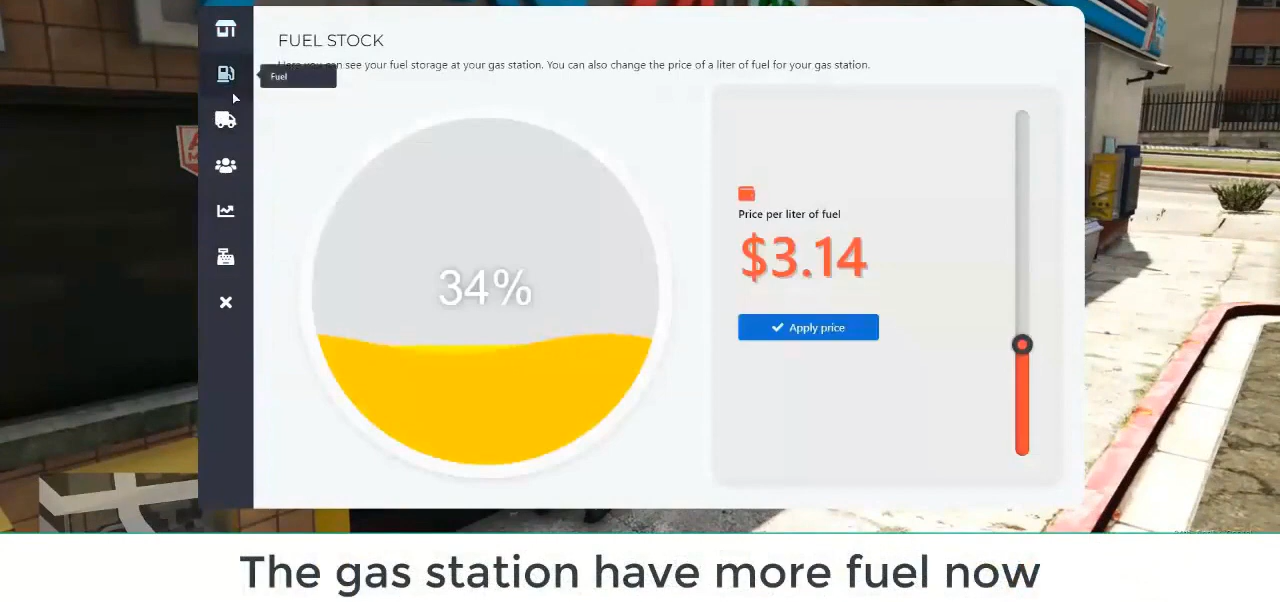 FUEL STOCK
Here you can see your fuel storage at your gas station. You can also change the price of a liter of fuel for your gas station.
Fuel
34%
Price per liter of fuel
$3.14
Apply price
The gas station have more fuel now